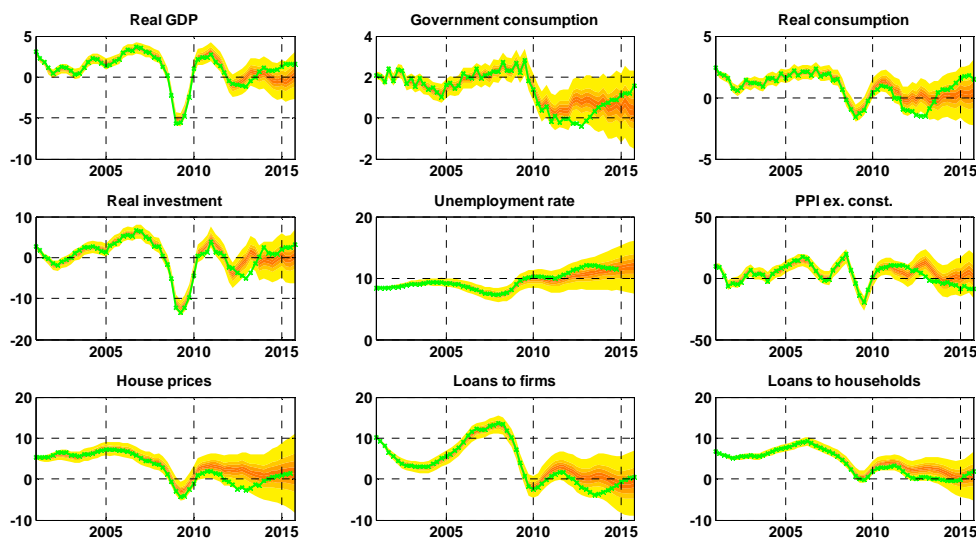 Real GDP
5
0
-5
-10
2005 2010 2015
Government consumption
4
2
0
-2
2005 2010 2015
Real consumption
5
0
-5
2005 2010 2015
Real investment
10
0
-10
-20
2005 2010 2015
Unemployment rate
20
10
0
2005 2010 2015
PPI ex. const.
50
0
-50
2005 2010 2015
House prices
20
10
0
-10
2005 2010 2015
Loans to firms
20
10
0
-10
2005 2010 2015
Loans to households
20
10
0
-10
2005 2010 2015